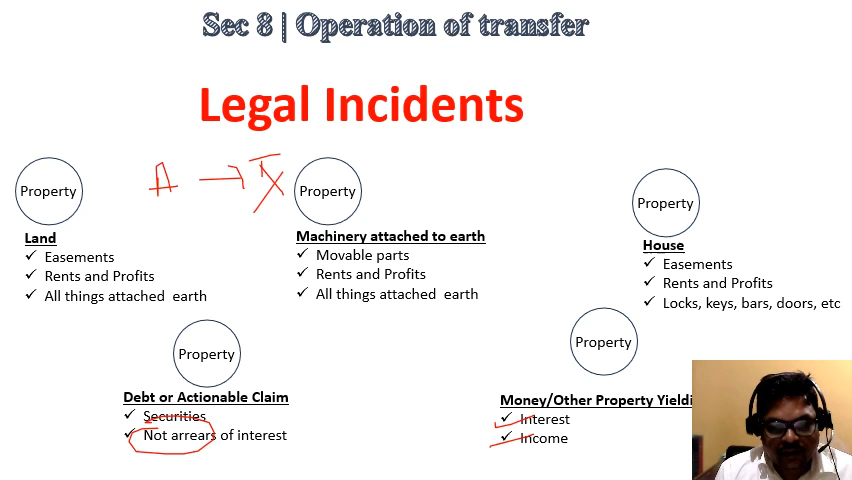 Sec 8 | Operation of transfer
Legal Incidents
A → X
Property
Land
✓ Easements
✓ Rents and Profits
✓ All things attached earth
Property
Machinery attached to earth
✓ Movable parts
✓ Rents and Profits
✓ All things attached earth
Property
House
✓ Easements
✓ Rents and Profits
✓ Locks, keys, bars, doors, etc
Property
Debt or Actionable Claim
✓ Securities
✓ Not arrears of interest
Property
Money/Other Property Yieldi
✓ Interest
✓ Income